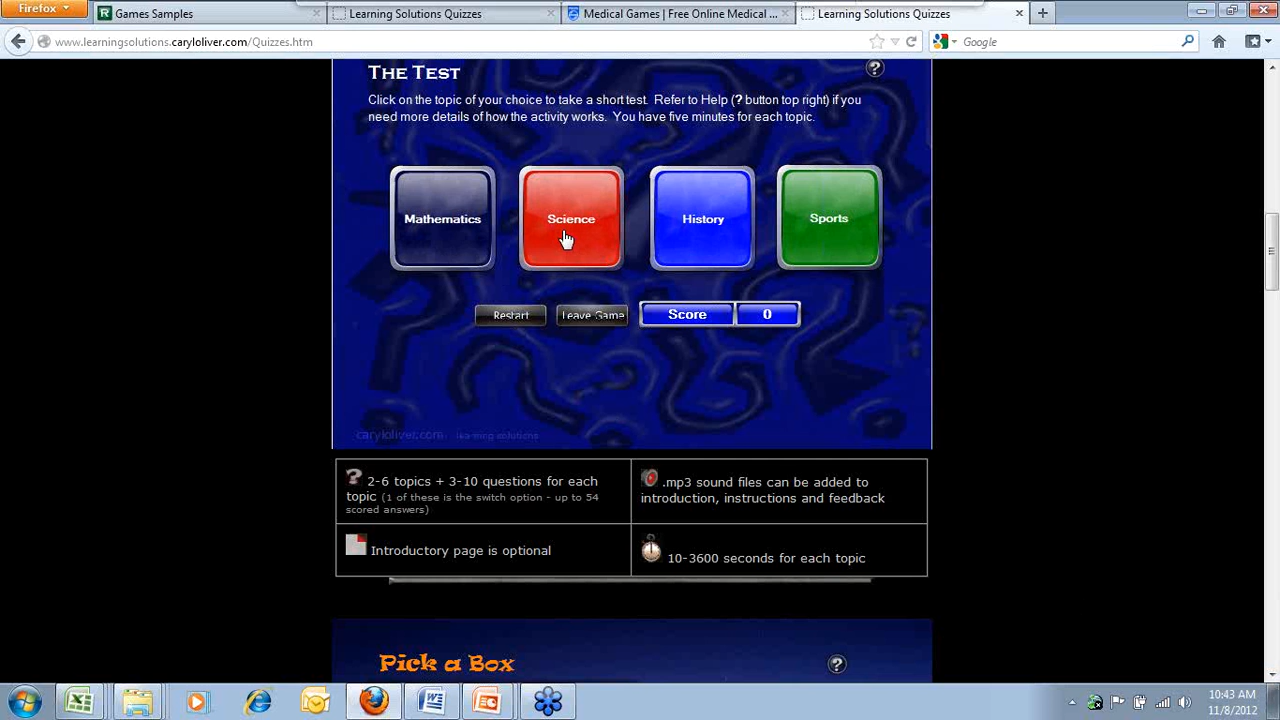 Firefox
Games Samples
Learning Solutions Quizzes
Medical Games | Free Online Medical ...
Learning Solutions Quizzes
www.learningsolutions.caryloliver.com/Quizzes.htm
Google
THE TEST
?
Click on the topic of your choice to take a short test. Refer to Help (? button top right) if you
need more details of how the activity works. You have five minutes for each topic.
Mathematics
Science
History
Sports
Restart
Leave Game
Score
0
caryloliver.com learning solutions
2-6 topics + 3-10 questions for each
topic (1 of these is the switch option - up to 54
scored answers)
.mp3 sound files can be added to
introduction, instructions and feedback
Introductory page is optional
10-3600 seconds for each topic
Pick a Box
?
10:43 AM
11/8/2012